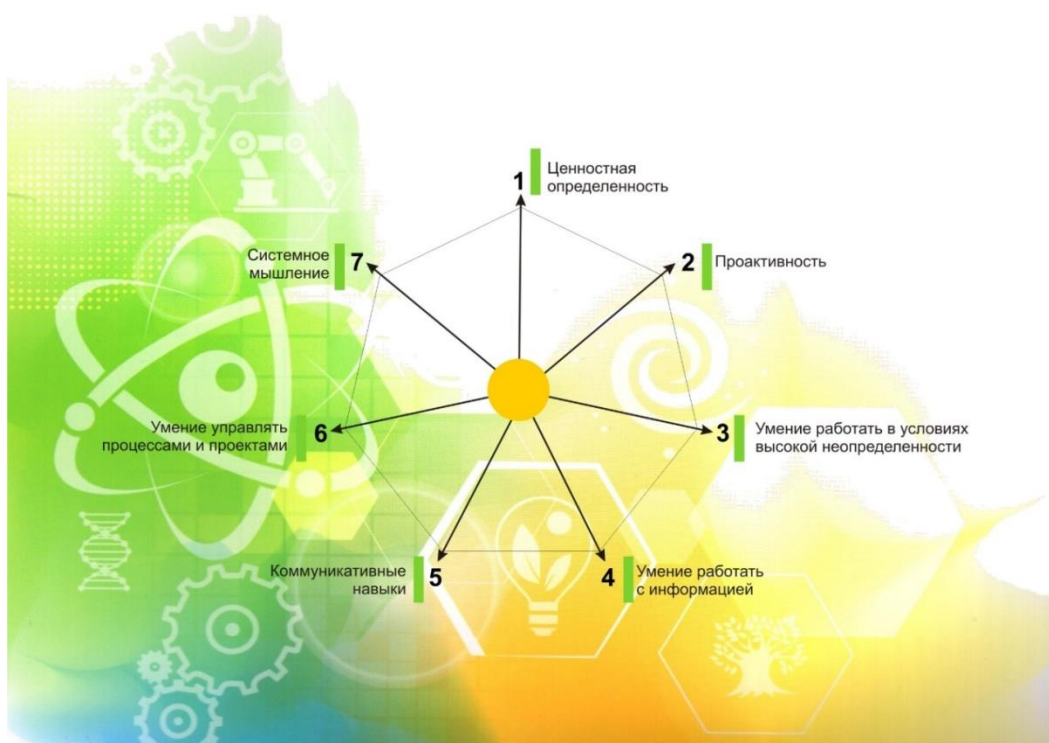 1
Ценностная
определенность
2
Проактивность
3
Умение работать в условиях
высокой неопределенности
4
Умение работать
с информацией
5
Коммуникативные
навыки
6
Умение управлять
процессами и проектами
7
Системное
мышление